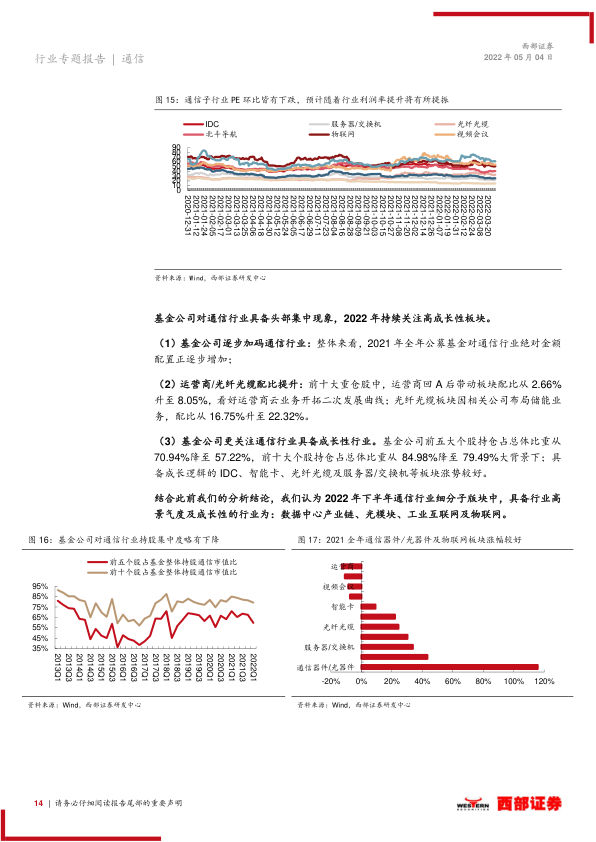 西部证券
行业专题报告 | 通信
2022 年 05 月 04 日
图 15：通信子行业 PE 环比皆有下跌，预计随着行业利润率提升将有所提振
IDC
服务器/交换机
光纤光缆
北斗导航
物联网
视频会议
90
80
70
60
50
40
30
20
10
0
2020-12-31
2021-01-12
2021-01-24
2021-02-05
2021-02-17
2021-03-01
2021-03-13
2021-03-25
2021-04-06
2021-04-18
2021-04-30
2021-05-12
2021-05-24
2021-06-05
2021-06-17
2021-06-29
2021-07-11
2021-07-23
2021-08-04
2021-08-16
2021-08-28
2021-09-09
2021-09-21
2021-10-03
2021-10-15
2021-10-27
2021-11-08
2021-11-20
2021-12-02
2021-12-14
2021-12-26
2022-01-07
2022-01-19
2022-01-31
2022-02-12
2022-02-24
2022-03-08
2022-03-20
资料来源：Wind，西部证券研发中心
基金公司对通信行业具备头部集中现象，2022 年持续关注高成长性板块。
（1）基金公司逐步加码通信行业：整体来看，2021 年全年公募基金对通信行业绝对金额
配置正逐步增加；
（2）运营商/光纤光缆配比提升：前十大重仓股中，运营商回 A 后带动板块配比从 2.66%
升至 8.05%，看好运营商云业务开拓二次发展曲线；光纤光缆板块因相关公司布局储能业
务，配比从 16.75%升至 22.32%。
（3）基金公司更关注通信行业具备成长性行业。基金公司前五大个股持仓占总体比重从
70.94%降至 57.22%，前十大个股持仓占总体比重从 84.98%降至 79.49%大背景下；具
备成长逻辑的 IDC、智能卡、光纤光缆及服务器/交换机等板块涨势较好。
结合此前我们的分析结论，我们认为 2022 年下半年通信行业细分子版块中，具备行业高
景气度及成长性的行业为：数据中心产业链、光模块、工业互联网及物联网。
图 16：基金公司对通信行业持股集中度略有下降
前五个股占基金整体持股通信市值比
前十个股占基金整体持股通信市值比
95%
85%
75%
65%
55%
45%
35%
2013Q1
2013Q3
2014Q1
2014Q3
2015Q1
2015Q3
2016Q1
2016Q3
2017Q1
2017Q3
2018Q1
2018Q3
2019Q1
2019Q3
2020Q1
2020Q3
2021Q1
2021Q3
2022Q1
资料来源：Wind，西部证券研发中心
图 17：2021 全年通信器件/光器件及物联网板块涨幅较好
运营商
视频会议
智能卡
光纤光缆
服务器/交换机
通信器件/光器件
-20%
0%
20%
40%
60%
80%
100%
120%
资料来源：Wind，西部证券研发中心
14 | 请务必仔细阅读报告尾部的重要声明
WESTERN
SECURITIES
西部证券